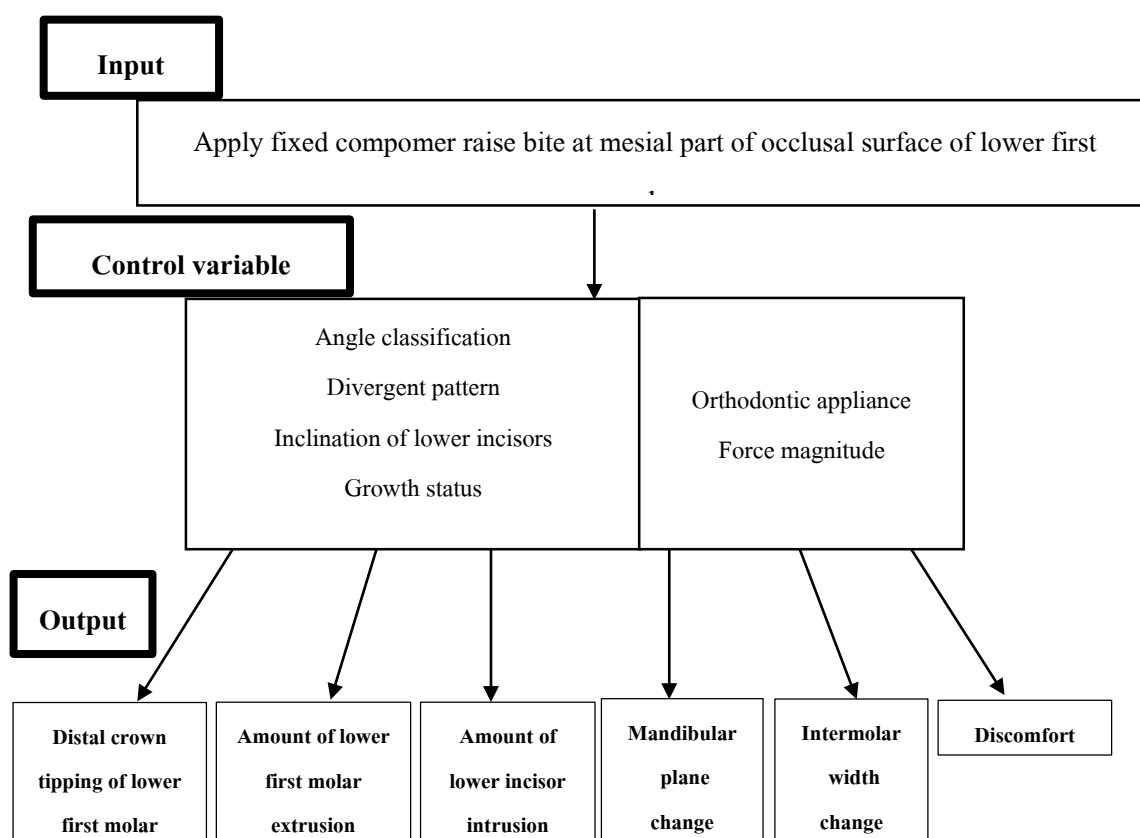 Input
Apply fixed compomer raise bite at mesial part of occlusal surface of lower first
Control variable
Angle classification
Divergent pattern
Inclination of lower incisors
Growth status
Orthodontic appliance
Force magnitude
Output
Distal crown
tipping of lower
first molar
Amount of lower
first molar
extrusion
Amount of
lower incisor
intrusion
Mandibular
plane
change
Intermolar
width
change
Discomfort